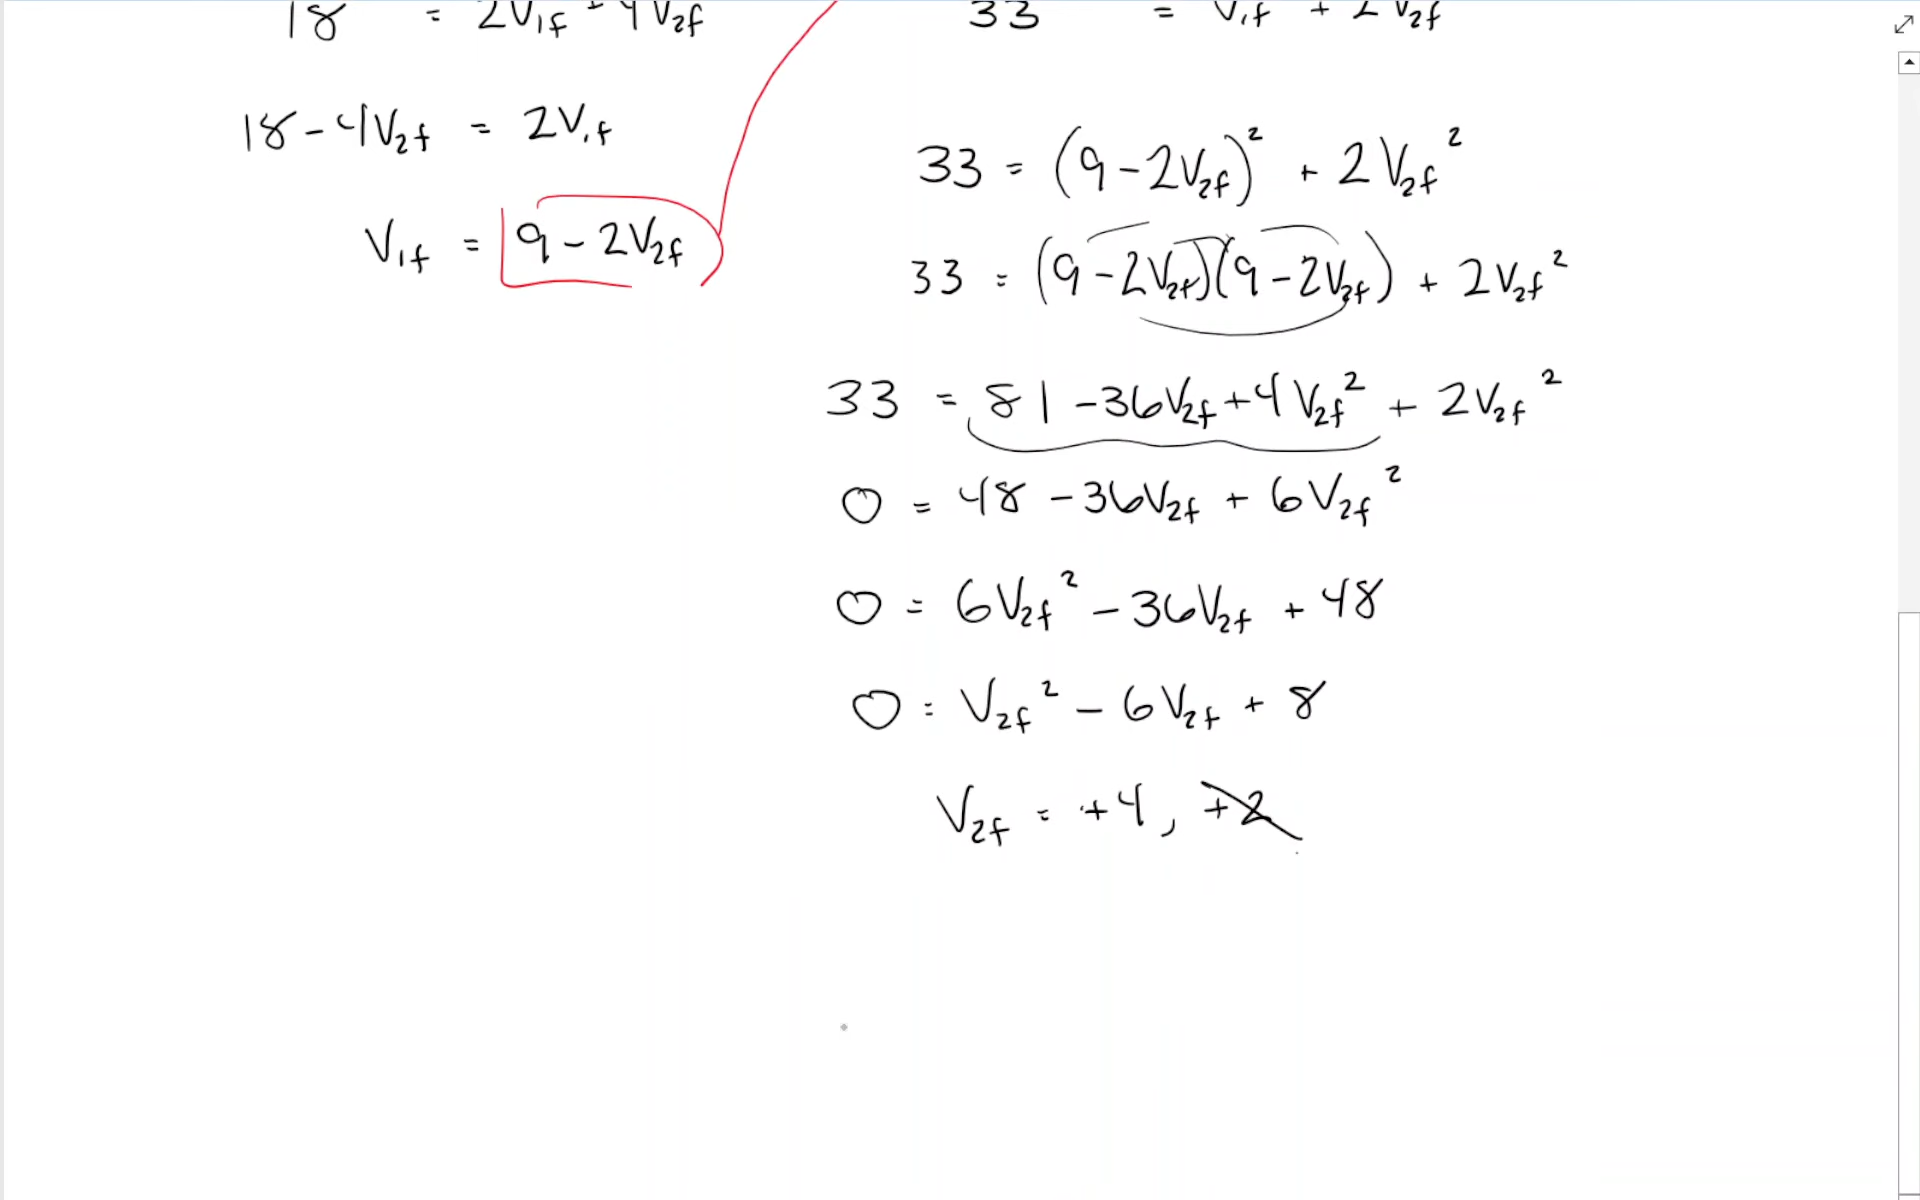 18 = 2V1f + 4V2f
18 - 4V2f = 2V1f
V1f = 9 - 2V2f
33 = V1f + 2V2f
33 = (9 - 2V2f)² + 2V2f²
33 = (9 - 2V2f)(9 - 2V2f) + 2V2f²
33 = 81 - 36V2f + 4V2f² + 2V2f²
0 = 48 - 36V2f + 6V2f²
0 = 6V2f² - 36V2f + 48
0 = V2f² - 6V2f + 8
V2f = +4, +2